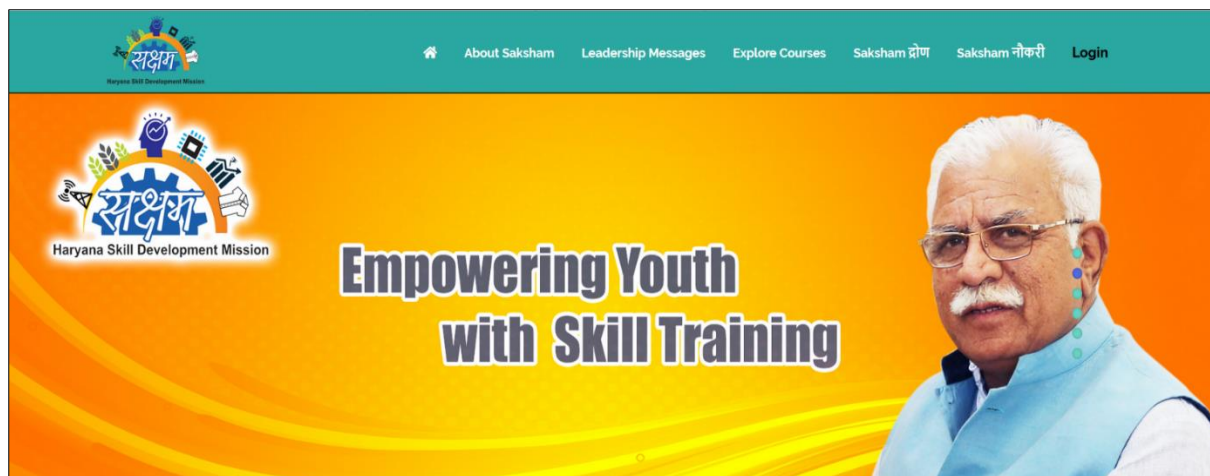 सक्षम
Haryana Skill Development Mission
About Saksham Leadership Messages Explore Courses Saksham द्रोण Saksham नौकरी Login
सक्षम
Haryana Skill Development Mission
Empowering Youth
with Skill Training